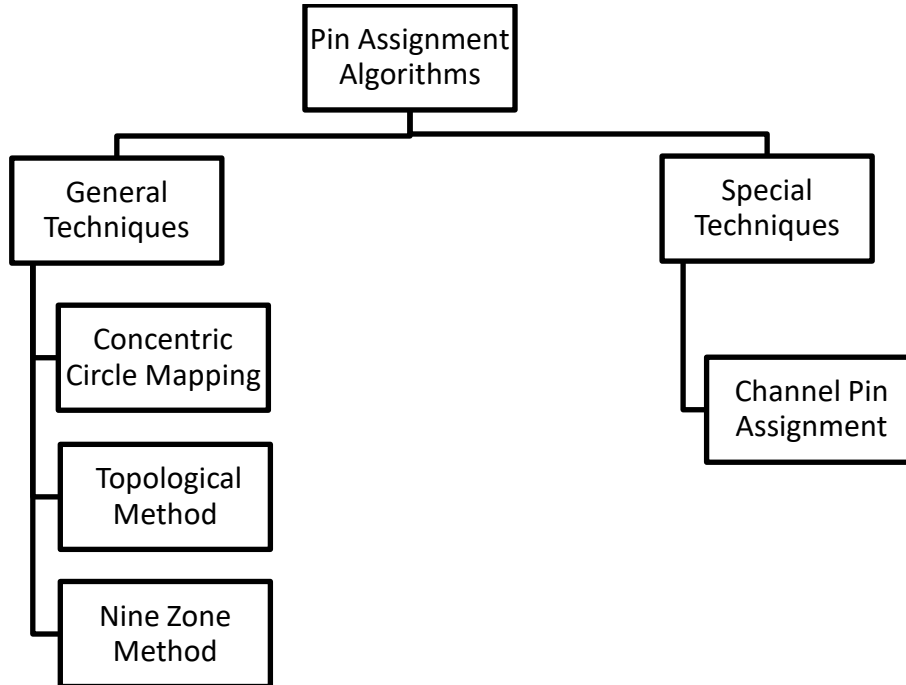 Pin Assignment
Algorithms
General
Techniques
Concentric
Circle Mapping
Topological
Method
Nine Zone
Method
Special
Techniques
Channel Pin
Assignment